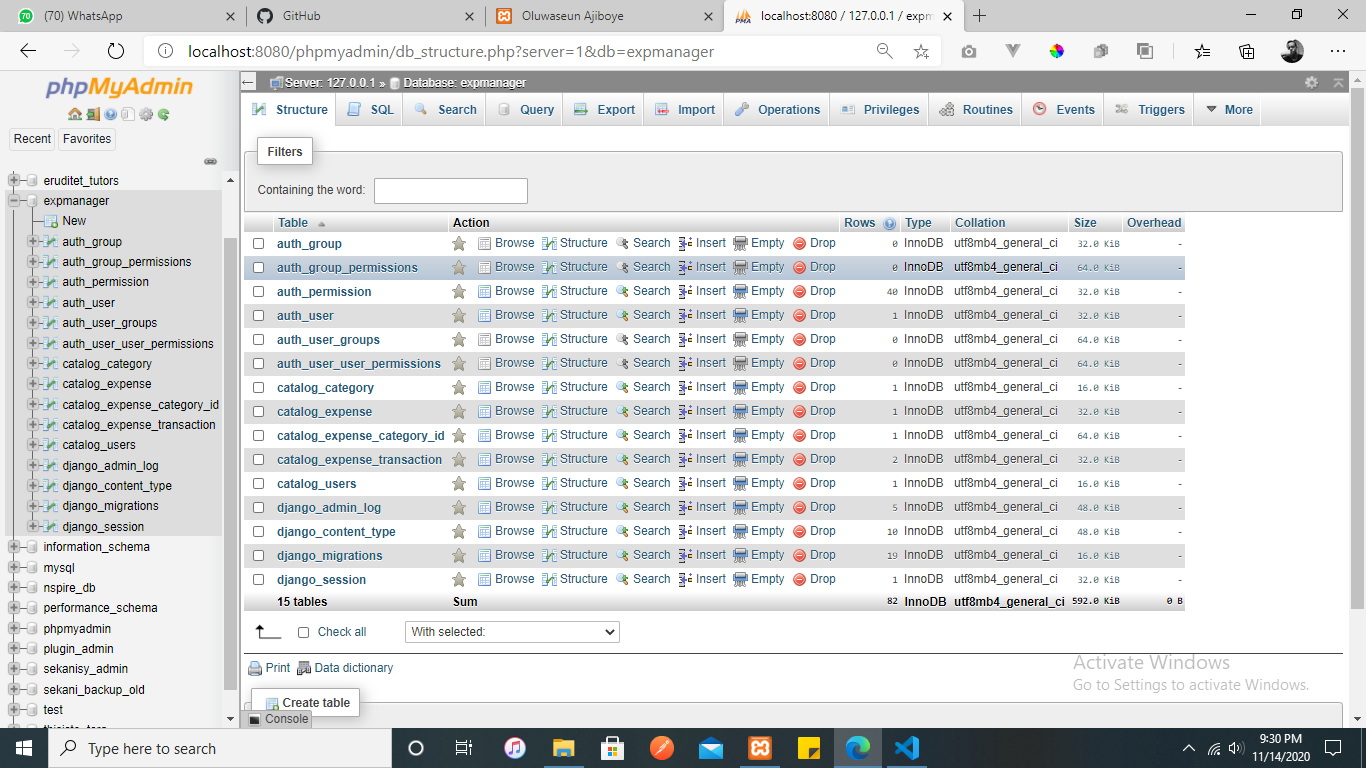 70 (70) WhatsApp GitHub Oluwaseun Ajiboye PMA localhost:8080 / 127.0.0.1 / expm
localhost:8080/phpmyadmin/db_structure.php?server=1&db=expmanager
phpMyAdmin
Recent Favorites
eruditet_tutors
expmanager
New
auth_group
auth_group_permissions
auth_permission
auth_user
auth_user_groups
auth_user_user_permissions
catalog_category
catalog_expense
catalog_expense_category_id
catalog_expense_transaction
catalog_users
django_admin_log
django_content_type
django_migrations
django_session
information_schema
mysql
nspire_db
performance_schema
phpmyadmin
plugin_admin
sekanisy_admin
sekani_backup_old
test
Server: 127.0.0.1 » Database: expmanager
Structure SQL Search Query Export Import Operations Privileges Routines Events Triggers More
Filters
Containing the word:
Table Action Rows Type Collation Size Overhead
auth_group Browse Structure Search Insert Empty Drop 0 InnoDB utf8mb4_general_ci 32.0 KiB -
auth_group_permissions Browse Structure Search Insert Empty Drop 0 InnoDB utf8mb4_general_ci 64.0 KiB -
auth_permission Browse Structure Search Insert Empty Drop 40 InnoDB utf8mb4_general_ci 32.0 KiB -
auth_user Browse Structure Search Insert Empty Drop 1 InnoDB utf8mb4_general_ci 32.0 KiB -
auth_user_groups Browse Structure Search Insert Empty Drop 0 InnoDB utf8mb4_general_ci 64.0 KiB -
auth_user_user_permissions Browse Structure Search Insert Empty Drop 0 InnoDB utf8mb4_general_ci 64.0 KiB -
catalog_category Browse Structure Search Insert Empty Drop 1 InnoDB utf8mb4_general_ci 16.0 KiB -
catalog_expense Browse Structure Search Insert Empty Drop 1 InnoDB utf8mb4_general_ci 32.0 KiB -
catalog_expense_category_id Browse Structure Search Insert Empty Drop 1 InnoDB utf8mb4_general_ci 64.0 KiB -
catalog_expense_transaction Browse Structure Search Insert Empty Drop 2 InnoDB utf8mb4_general_ci 32.0 KiB -
catalog_users Browse Structure Search Insert Empty Drop 1 InnoDB utf8mb4_general_ci 16.0 KiB -
django_admin_log Browse Structure Search Insert Empty Drop 5 InnoDB utf8mb4_general_ci 48.0 KiB -
django_content_type Browse Structure Search Insert Empty Drop 10 InnoDB utf8mb4_general_ci 48.0 KiB -
django_migrations Browse Structure Search Insert Empty Drop 19 InnoDB utf8mb4_general_ci 16.0 KiB -
django_session Browse Structure Search Insert Empty Drop 1 InnoDB utf8mb4_general_ci 32.0 KiB -
15 tables Sum 82 InnoDB utf8mb4_general_ci 592.0 KiB 0 B
Check all With selected:
Print Data dictionary
Create table
Console
Activate Windows
Go to Settings to activate Windows.
Type here to search
9:30 PM
11/14/2020